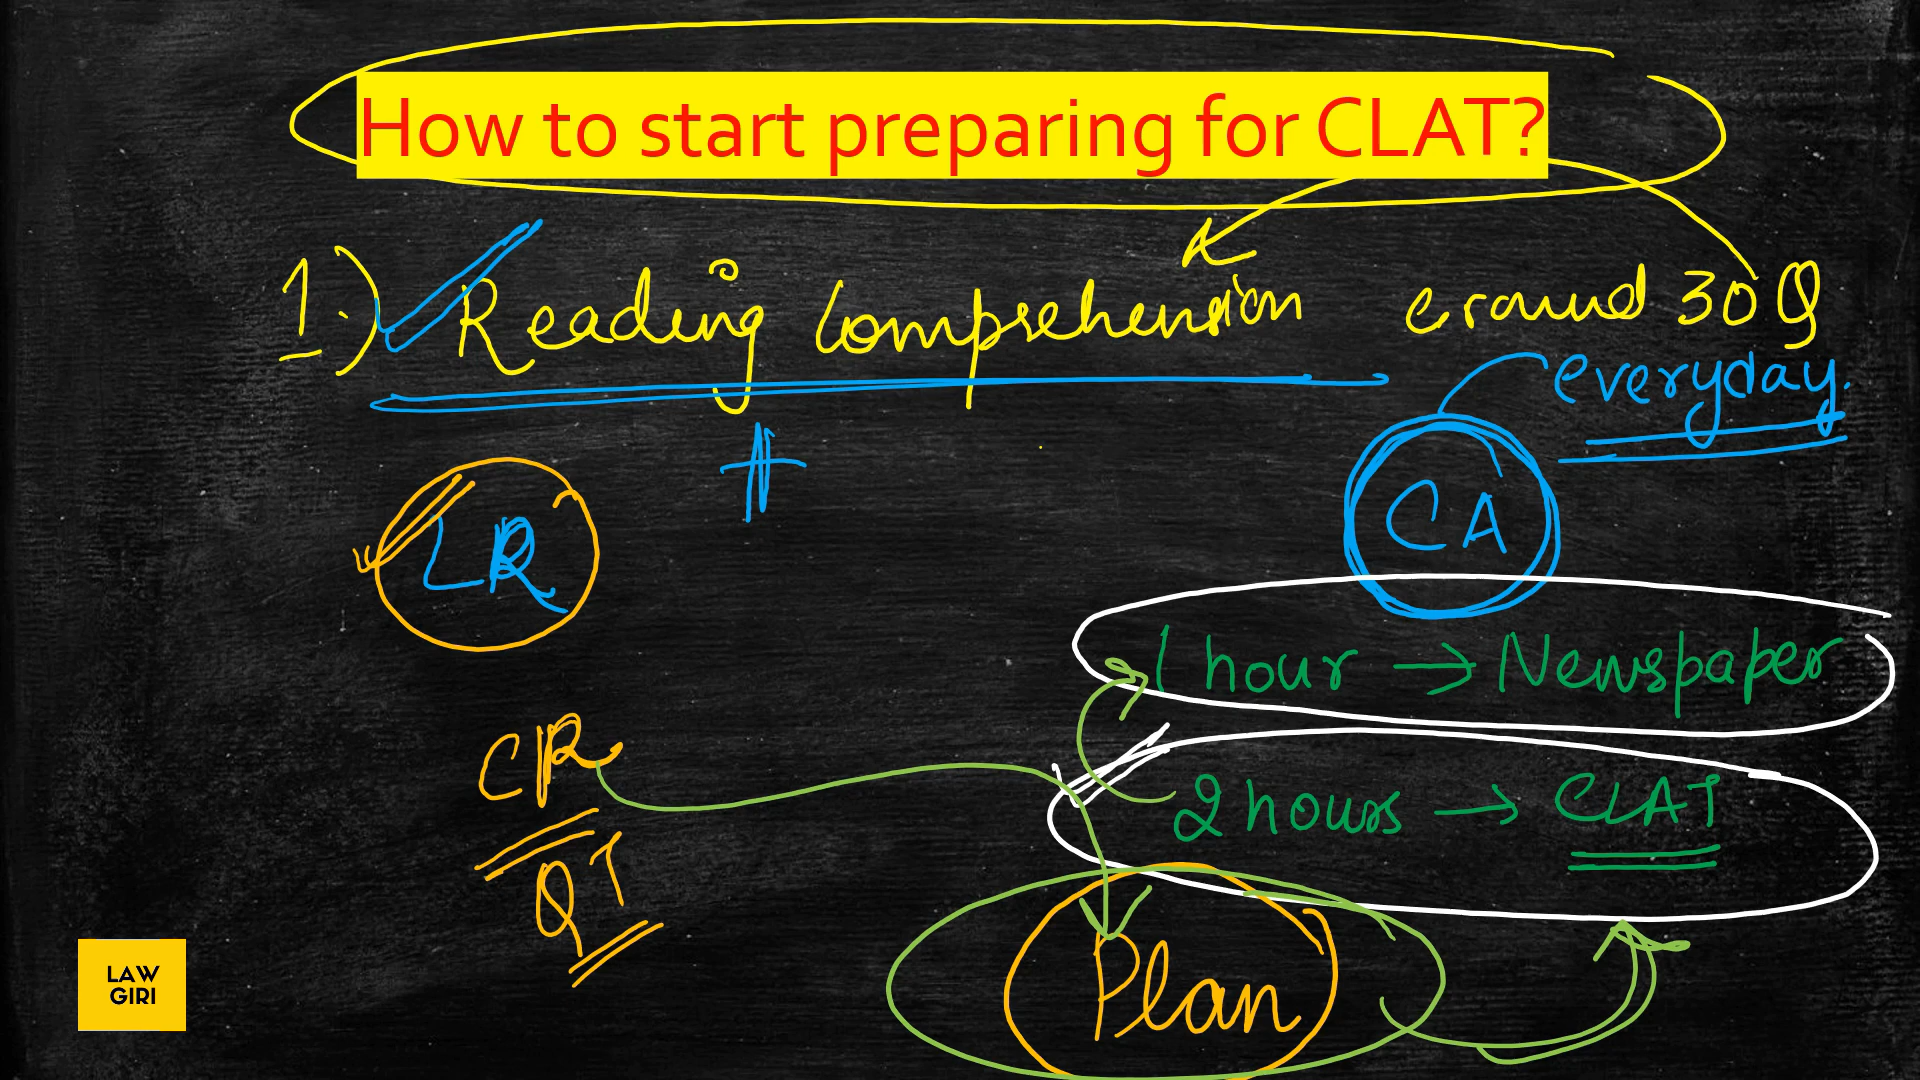 How to start preparing for CLAT?
1.) Reading Comprehension around 30 Q
everyday.
LR
CA
1 hour → Newspaper
CR
2 hours → CLAT
QT
Plan
LAW
GIRI